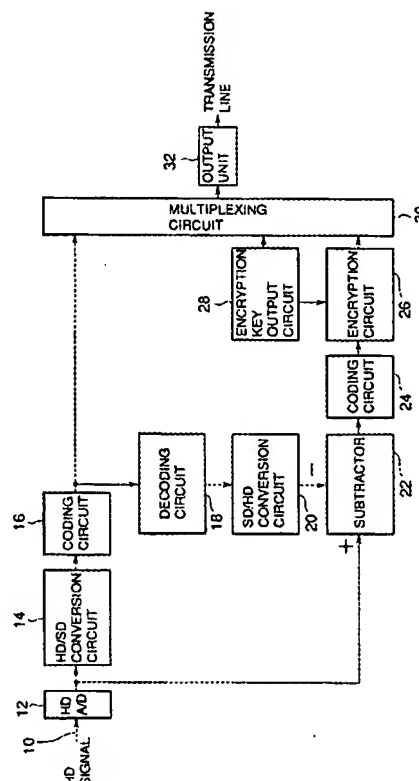 HD
SIGNAL
10
12
HD
A/D
14
HD/SD
CONVERSION
CIRCUIT
16
CODING
CIRCUIT
DECODING
CIRCUIT
18
SD/HD
CONVERSION
CIRCUIT
20
−
+
SUBTRACTOR
22
CODING
CIRCUIT
24
28
ENCRYPTION
KEY
OUTPUT
CIRCUIT
ENCRYPTION
CIRCUIT
26
MULTIPLEXING
CIRCUIT
32
OUTPUT
UNIT
TRANSMISSION
LINE